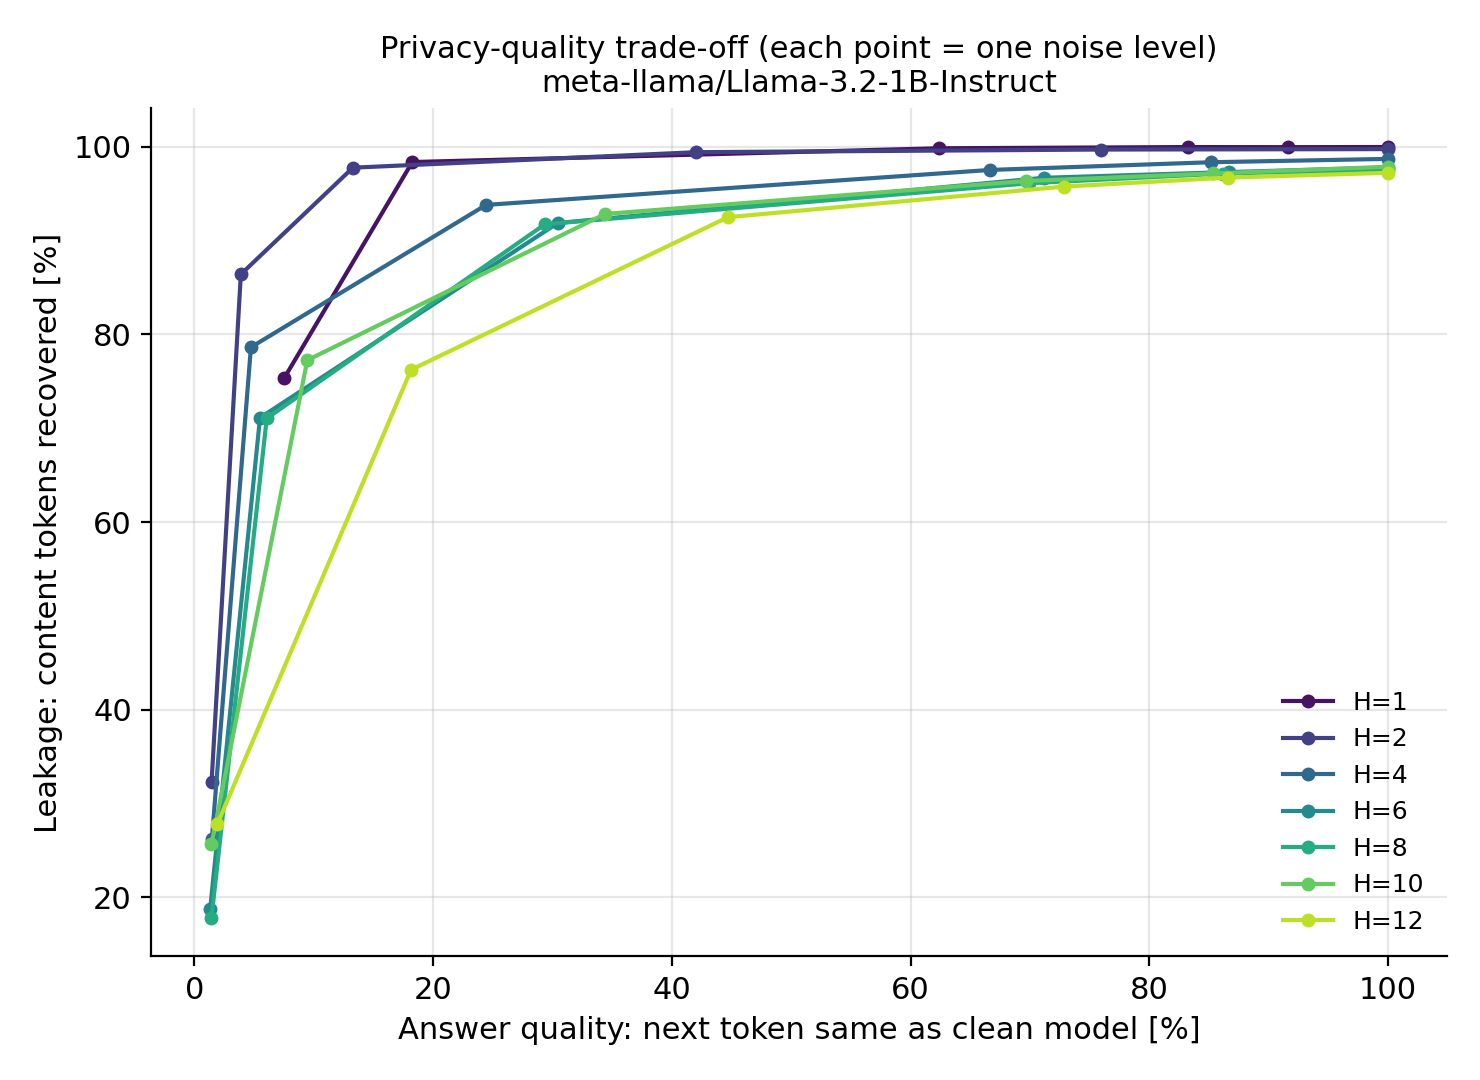 Privacy-quality trade-off (each point = one noise level)
meta-llama/Llama-3.2-1B-Instruct
Leakage:: content tokens recovered [%]
100
80
60
40
20
H=1
H=2
H=4
H=6
H=8
H=10
H=12
0
20
40
60
80
100
Answer quality: next token same as clean model [%]